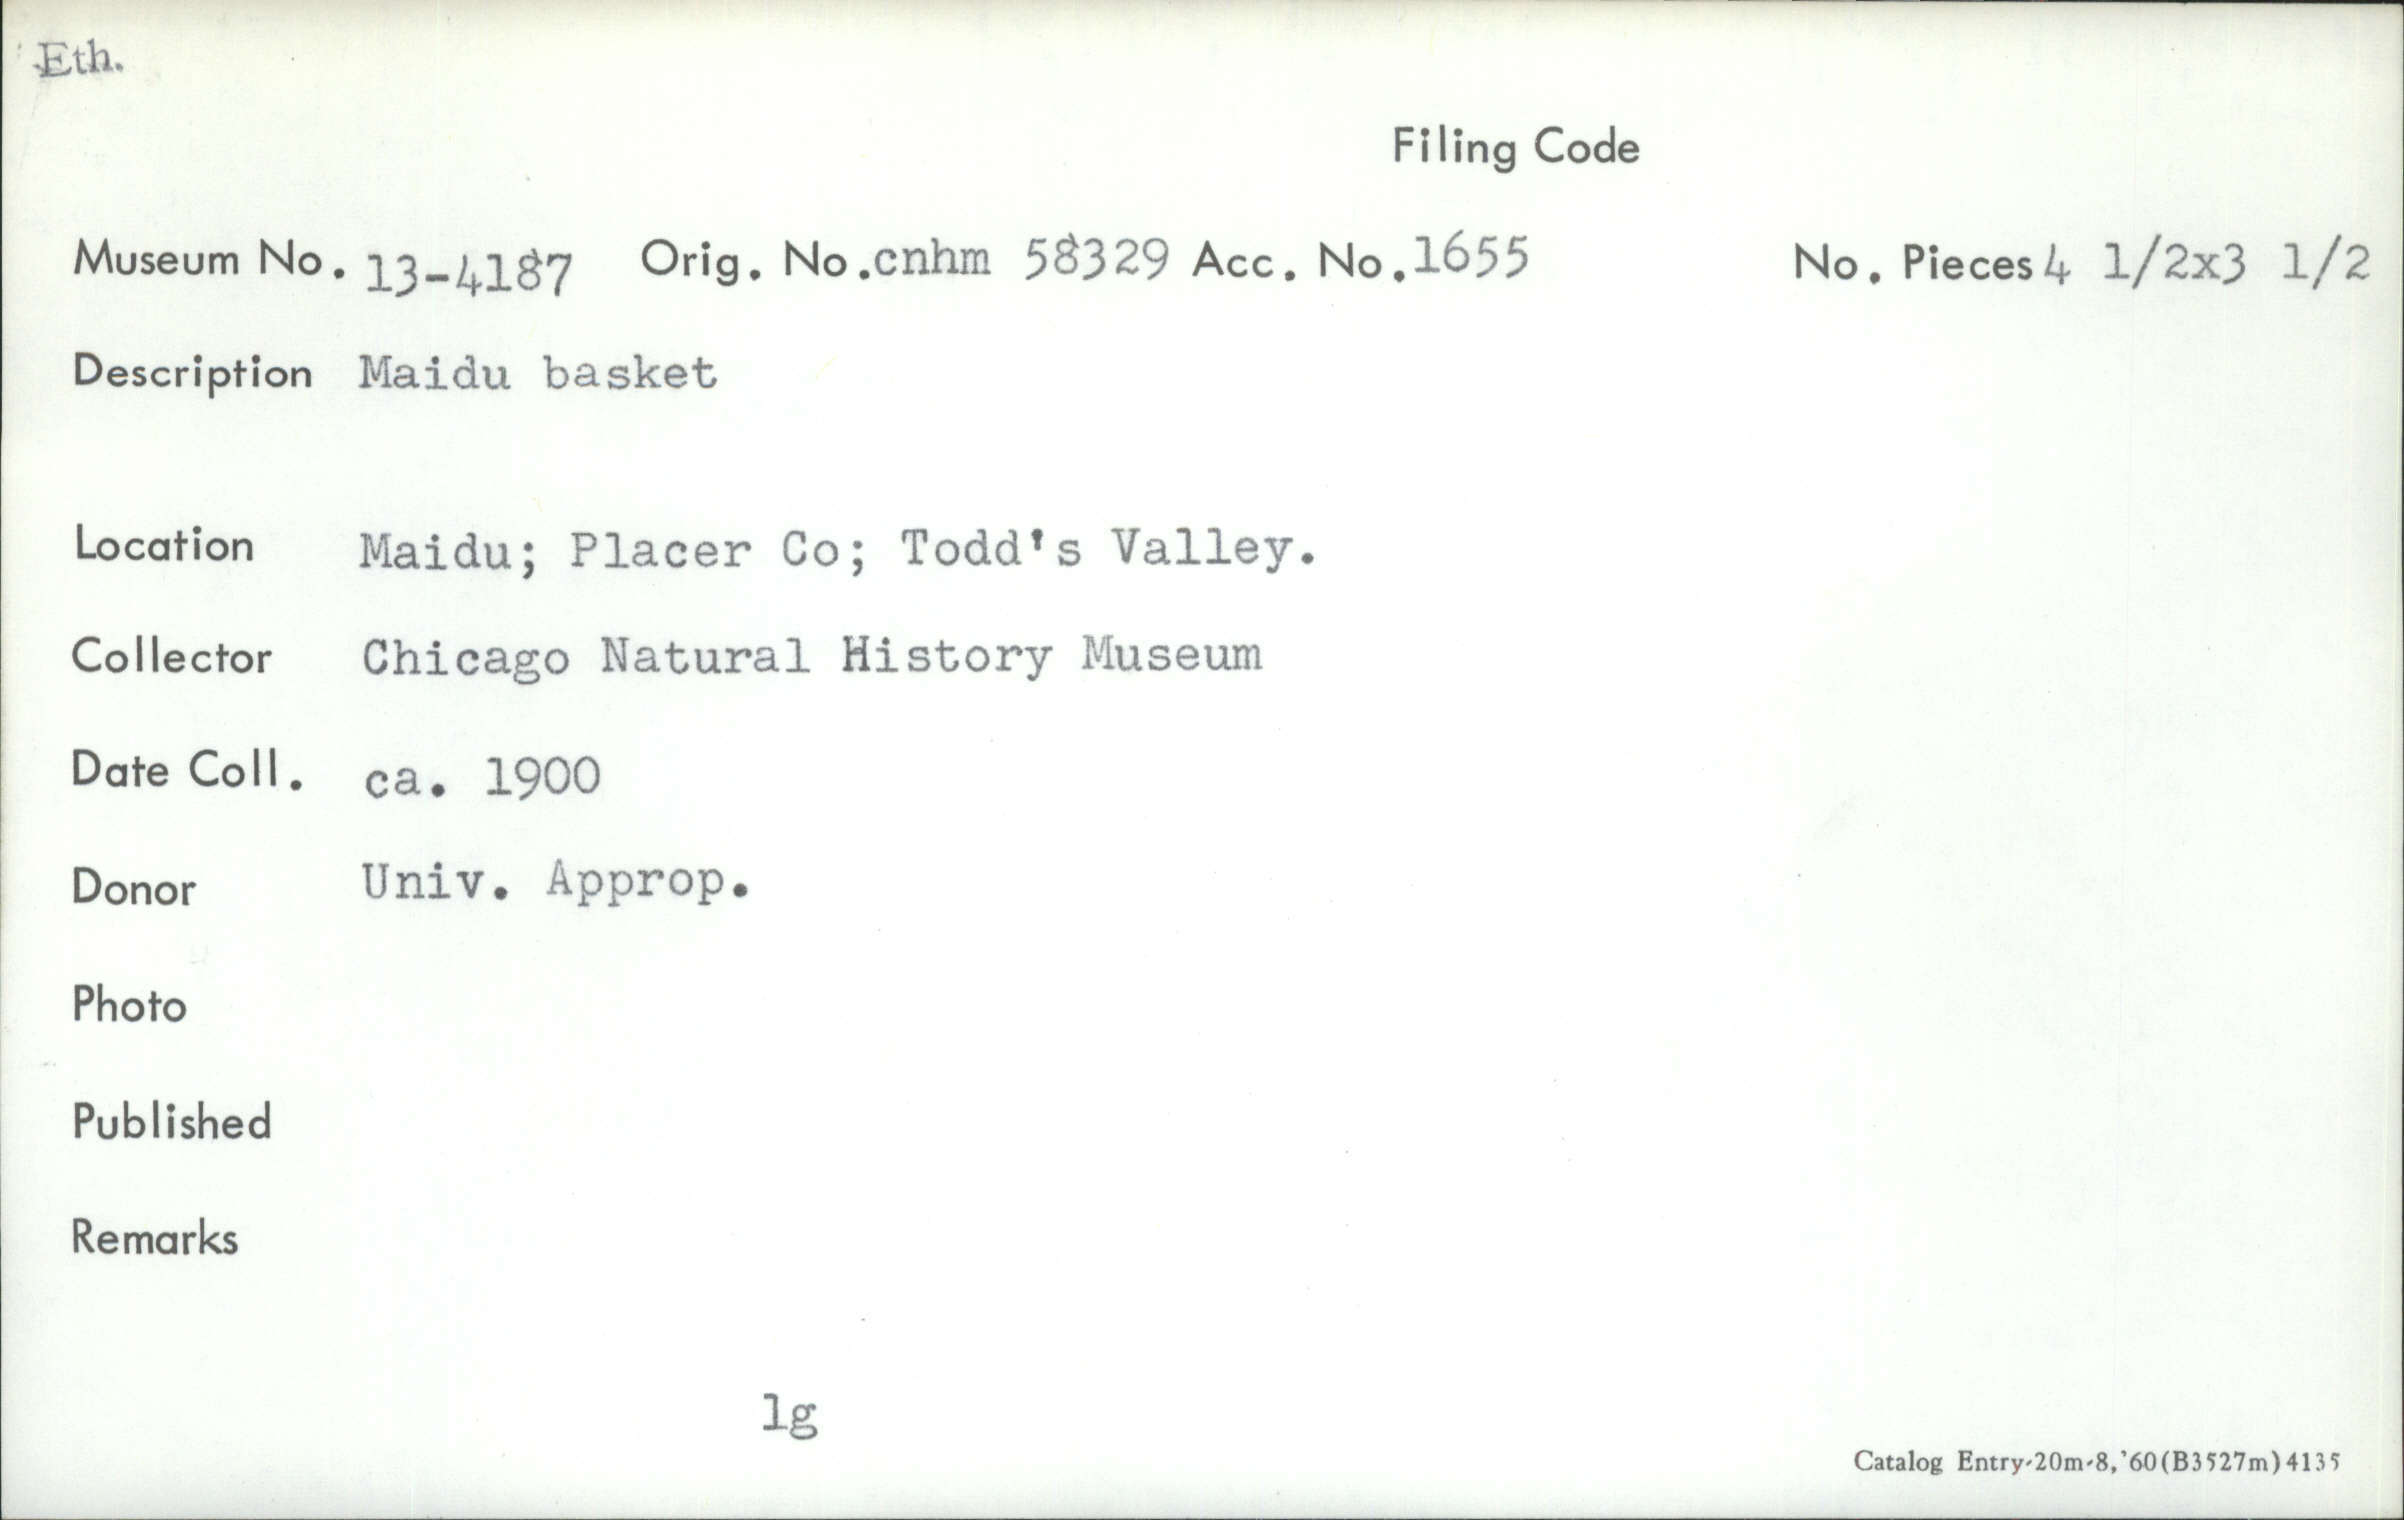 Eth.
Filing Code
Museum No. 13-4187 Orig. No. cnhm 58329 Acc. No. 1655 No. Pieces 4 1/2x3 1/2
Description Maidu basket
Location Maidu; Placer Co; Todd's Valley.
Collector Chicago Natural History Museum
Date Coll. ca. 1900
Donor Univ. Approp.
Photo
Published
Remarks
lg
Catalog Entry-20m-8,'60(B3527m)4135